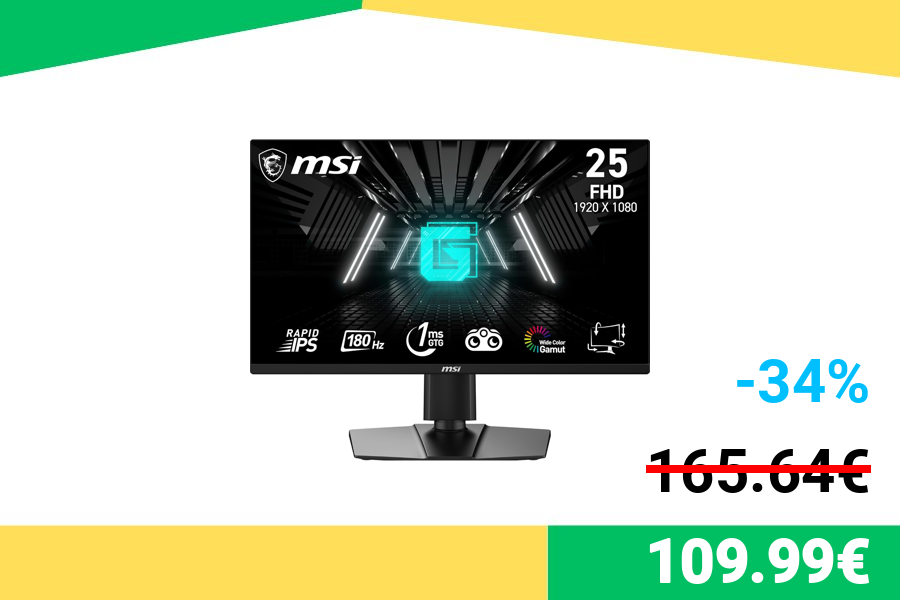 msi
25
FHD
1920 X 1080
G
RAPID
IPS
180Hz
1ms
GTG
Wide Color
Gamut
msi
-34%
165.64€
109.99€